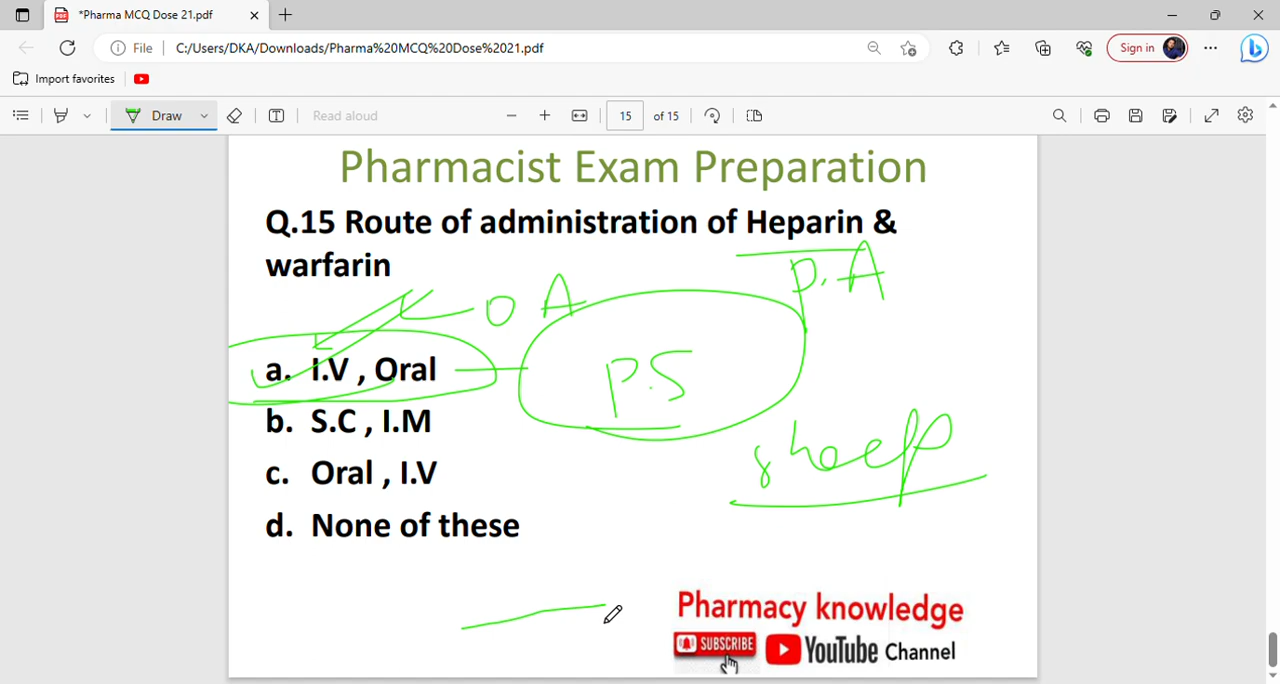 *Pharma MCQ Dose 21.pdf
File C:/Users/DKA/Downloads/Pharma%20MCQ%20Dose%2021.pdf Sign in
Import favorites
Draw Read aloud 15 of 15
Pharmacist Exam Preparation
Q.15 Route of administration of Heparin &
warfarin
P.A
O A
a. I.V , Oral
P.S
b. S.C , I.M
c. Oral , I.V
d. None of these
Pharmacy knowledge
SUBSCRIBE YouTube Channel